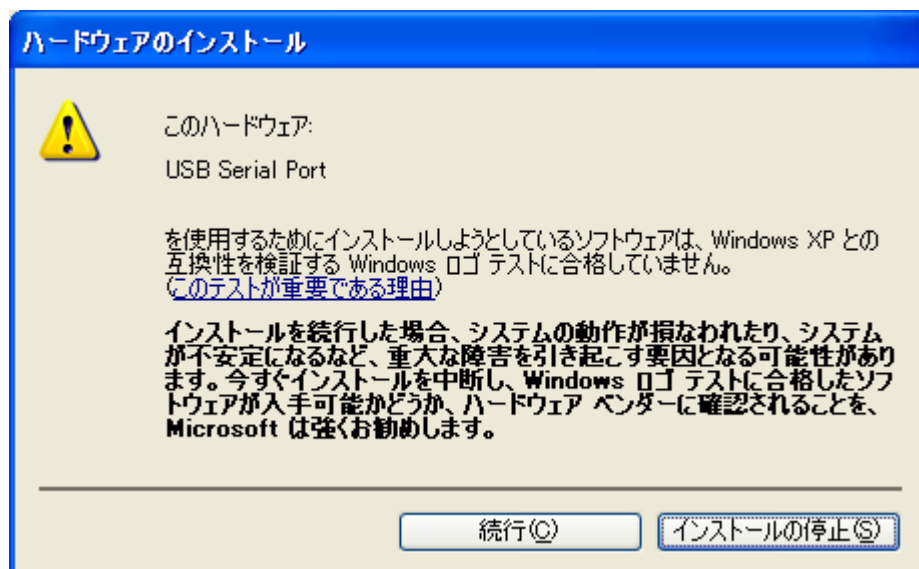 ハードウェアのインストール
このハードウェア:
USB Serial Port
を使用するためにインストールしようとしているソフトウェアは、Windows XP との
互換性を検証する Windows ロゴ テストに合格していません。
(このテストが重要である理由)
インストールを続行した場合、システムの動作が損なわれたり、システム
が不安定になるなど、重大な障害を引き起こす要因となる可能性があり
ます。今すぐインストールを中断し、Windows ロゴ テストに合格したソフ
トウェアが入手可能かどうか、ハードウェア ベンダーに確認されることを、
Microsoft は強くお勧めします。
続行(C)
インストールの停止(S)